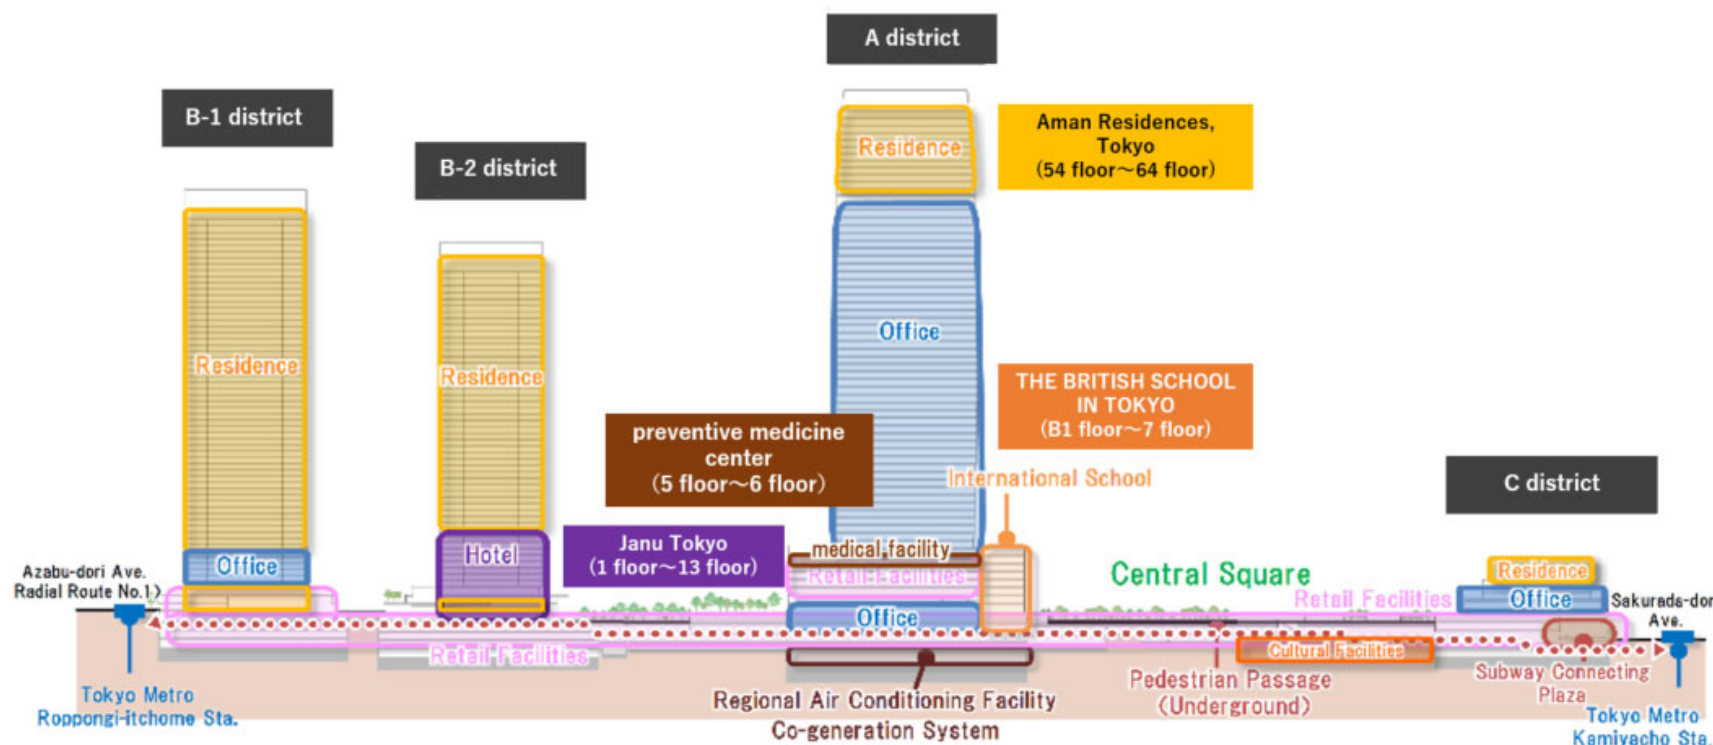 A district
B-1 district
B-2 district
Residence
Aman Residences,
Tokyo
(54 floor～64 floor)
Residence
Residence
Office
THE BRITISH SCHOOL
IN TOKYO
(B1 floor～7 floor)
preventive medicine
center
(5 floor～6 floor)
International School
C district
Office
Hotel
Janu Tokyo
(1 floor～13 floor)
medical facility
Retail Facilities
Central Square
Residence
Office
Azabu-dori Ave.
Radial Route No.1)
Retail Facilities
Office
Sakurada-dor
Ave.
Retail Facilities
Cultural Facilities
Regional Air Conditioning Facility
Co-generation System
Pedestrian Passage
(Underground)
Subway Connecting
Plaza
Tokyo Metro
Roppongi-itchome Sta.
Tokyo Metro
Kamiyacho Sta.